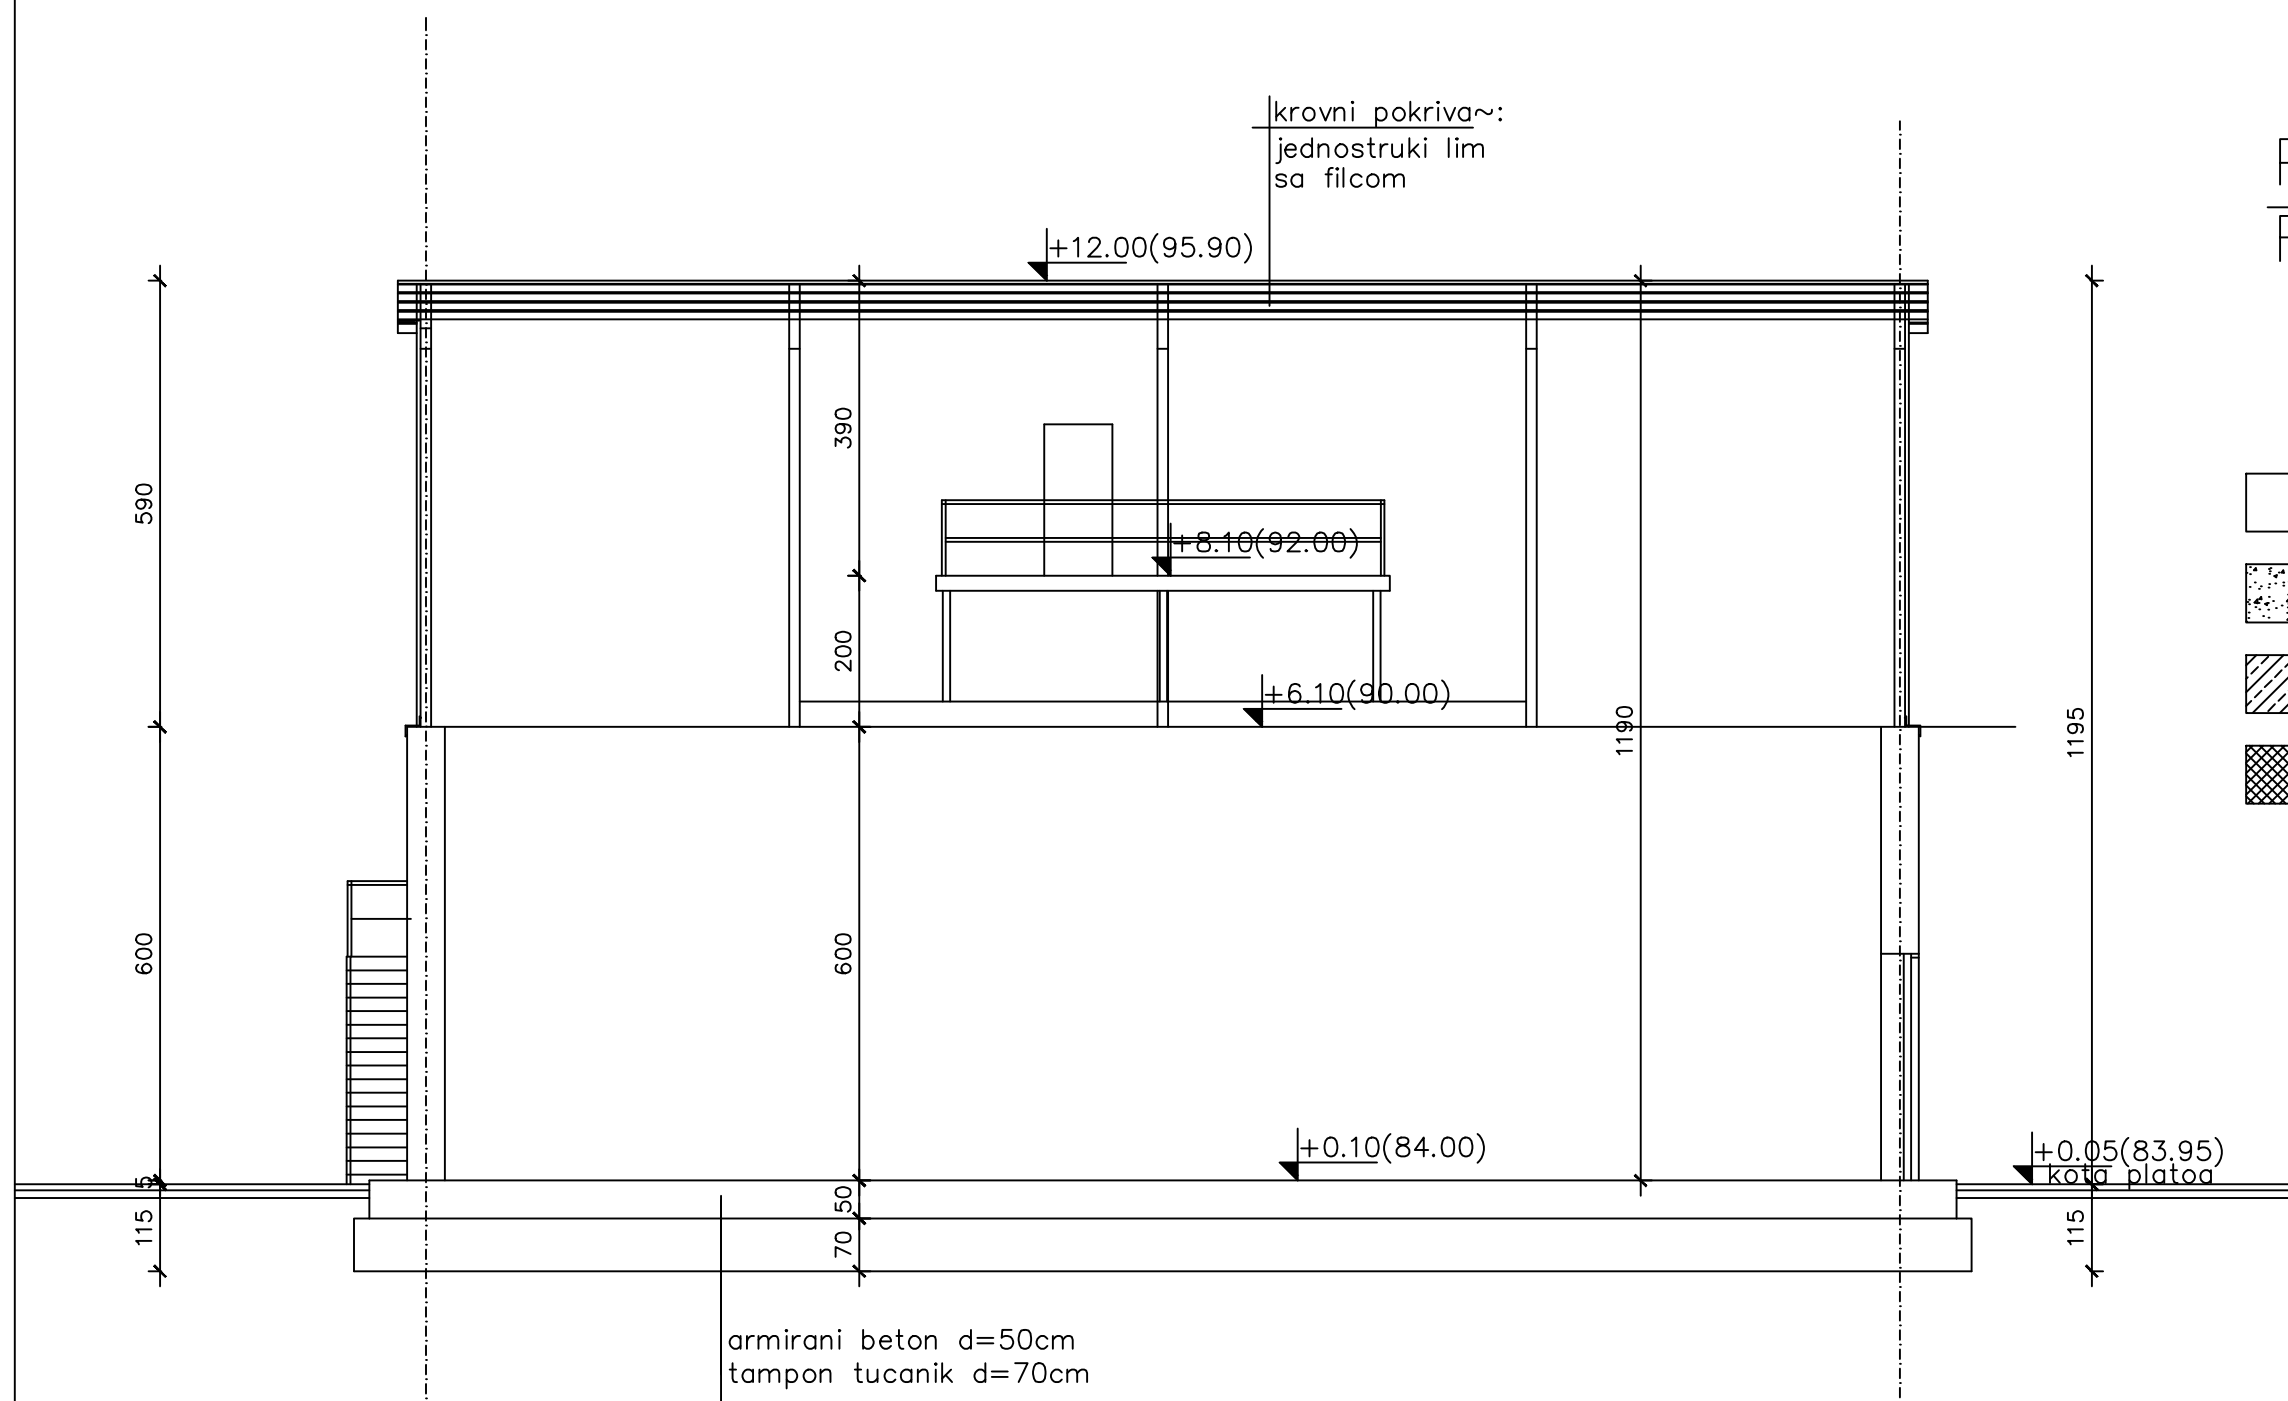 krovni pokriva~:
jednostruki lim
sa filcom
+12.00(95.90)
390
590
+8.10(92.00)
200
+6.10(90.00)
1190
1195
600
600
+0.10(84.00)
+0.05(83.95)
kota platoa
5
50
115
115
70
armirani beton d=50cm
tampon tucanik d=70cm